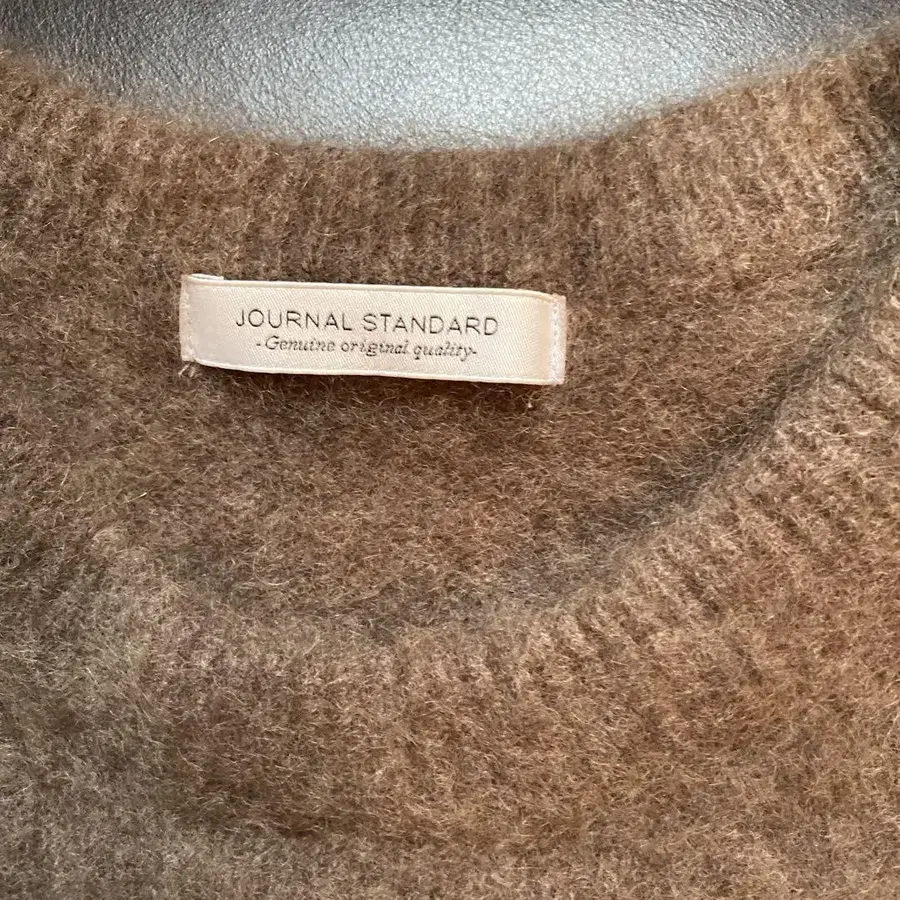 JOURNAL STANDARD
-Genuine original quality-